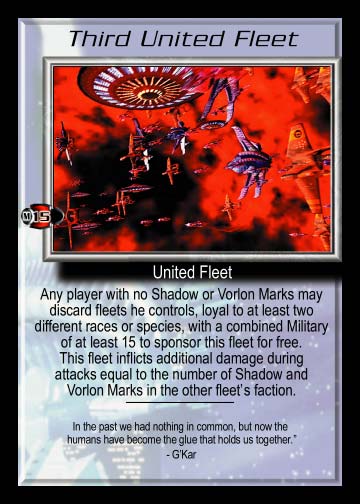 Third United Fleet
M 15
United Fleet
Any player with no Shadow or Vorlon Marks may
discard fleets he controls, loyal to at least two
different races or species, with a combined Military
of at least 15 to sponsor this fleet for free.
This fleet inflicts additional damage during
attacks equal to the number of Shadow and
Vorlon Marks in the other fleet's faction.
In the past we had nothing in common, but now the
humans have become the glue that holds us together."
- G'Kar